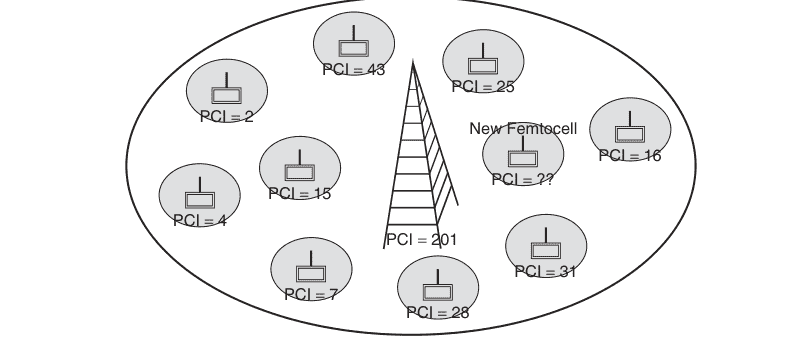 PCI = 43
PCI = 25
PCI = 2
New Femtocell
PCI = 16
PCI = ??
PCI = 15
PCI = 4
PCI = 201
PCI = 31
PCI = 7
PCI = 28